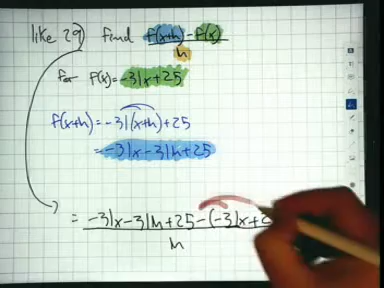 like 29) find f(x+h) - f(x)
h
for f(x) = -31x + 25
f(x+h) = -31(x+h) + 25
= -31x - 31h + 25
= -31x - 31h + 25 - (-31x + 2
h